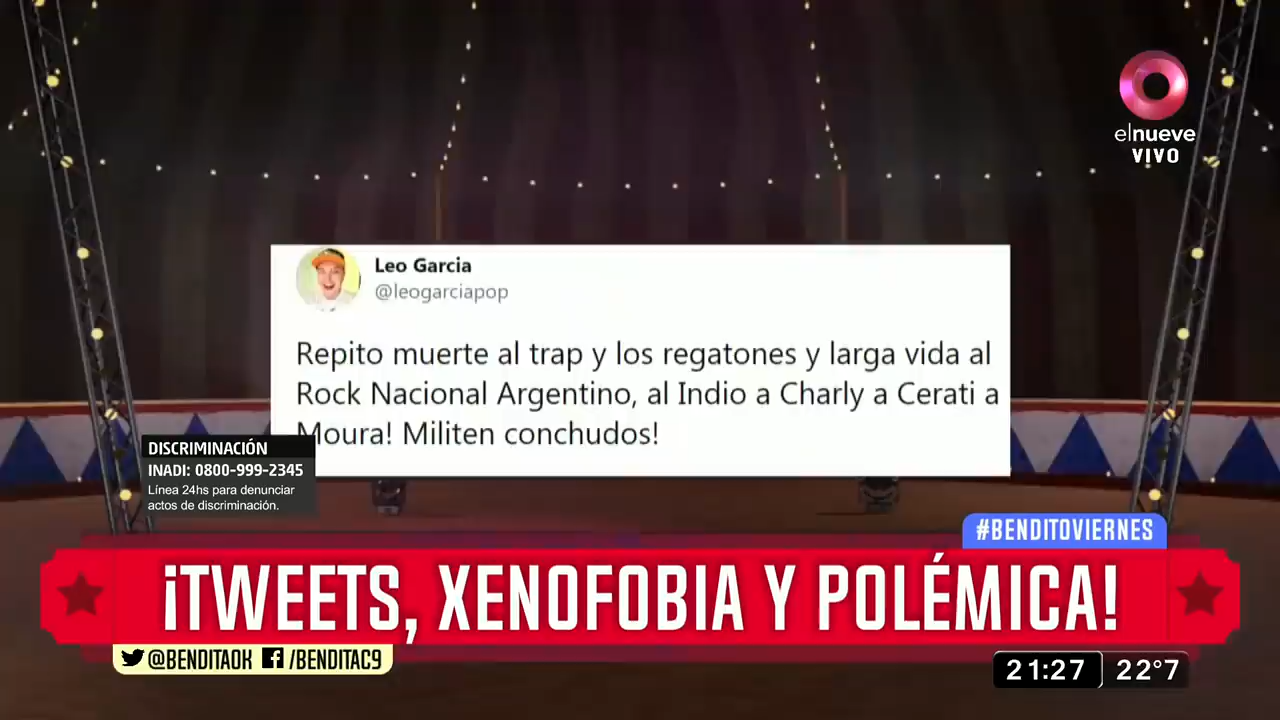 elnueve
VIVO
Leo Garcia
@leogarciapop
Repito muerte al trap y los regatones y larga vida al
Rock Nacional Argentino, al Indio a Charly a Cerati a
Moura! Militen conchudos!
DISCRIMINACIÓN
INADI: 0800-999-2345
Línea 24hs para denunciar
actos de discriminación.
#BENDITOVIERNES
¡TWEETS, XENOFOBIA Y POLÉMICA!
@BENDITAOK /BENDITAC9
21:27 22°7